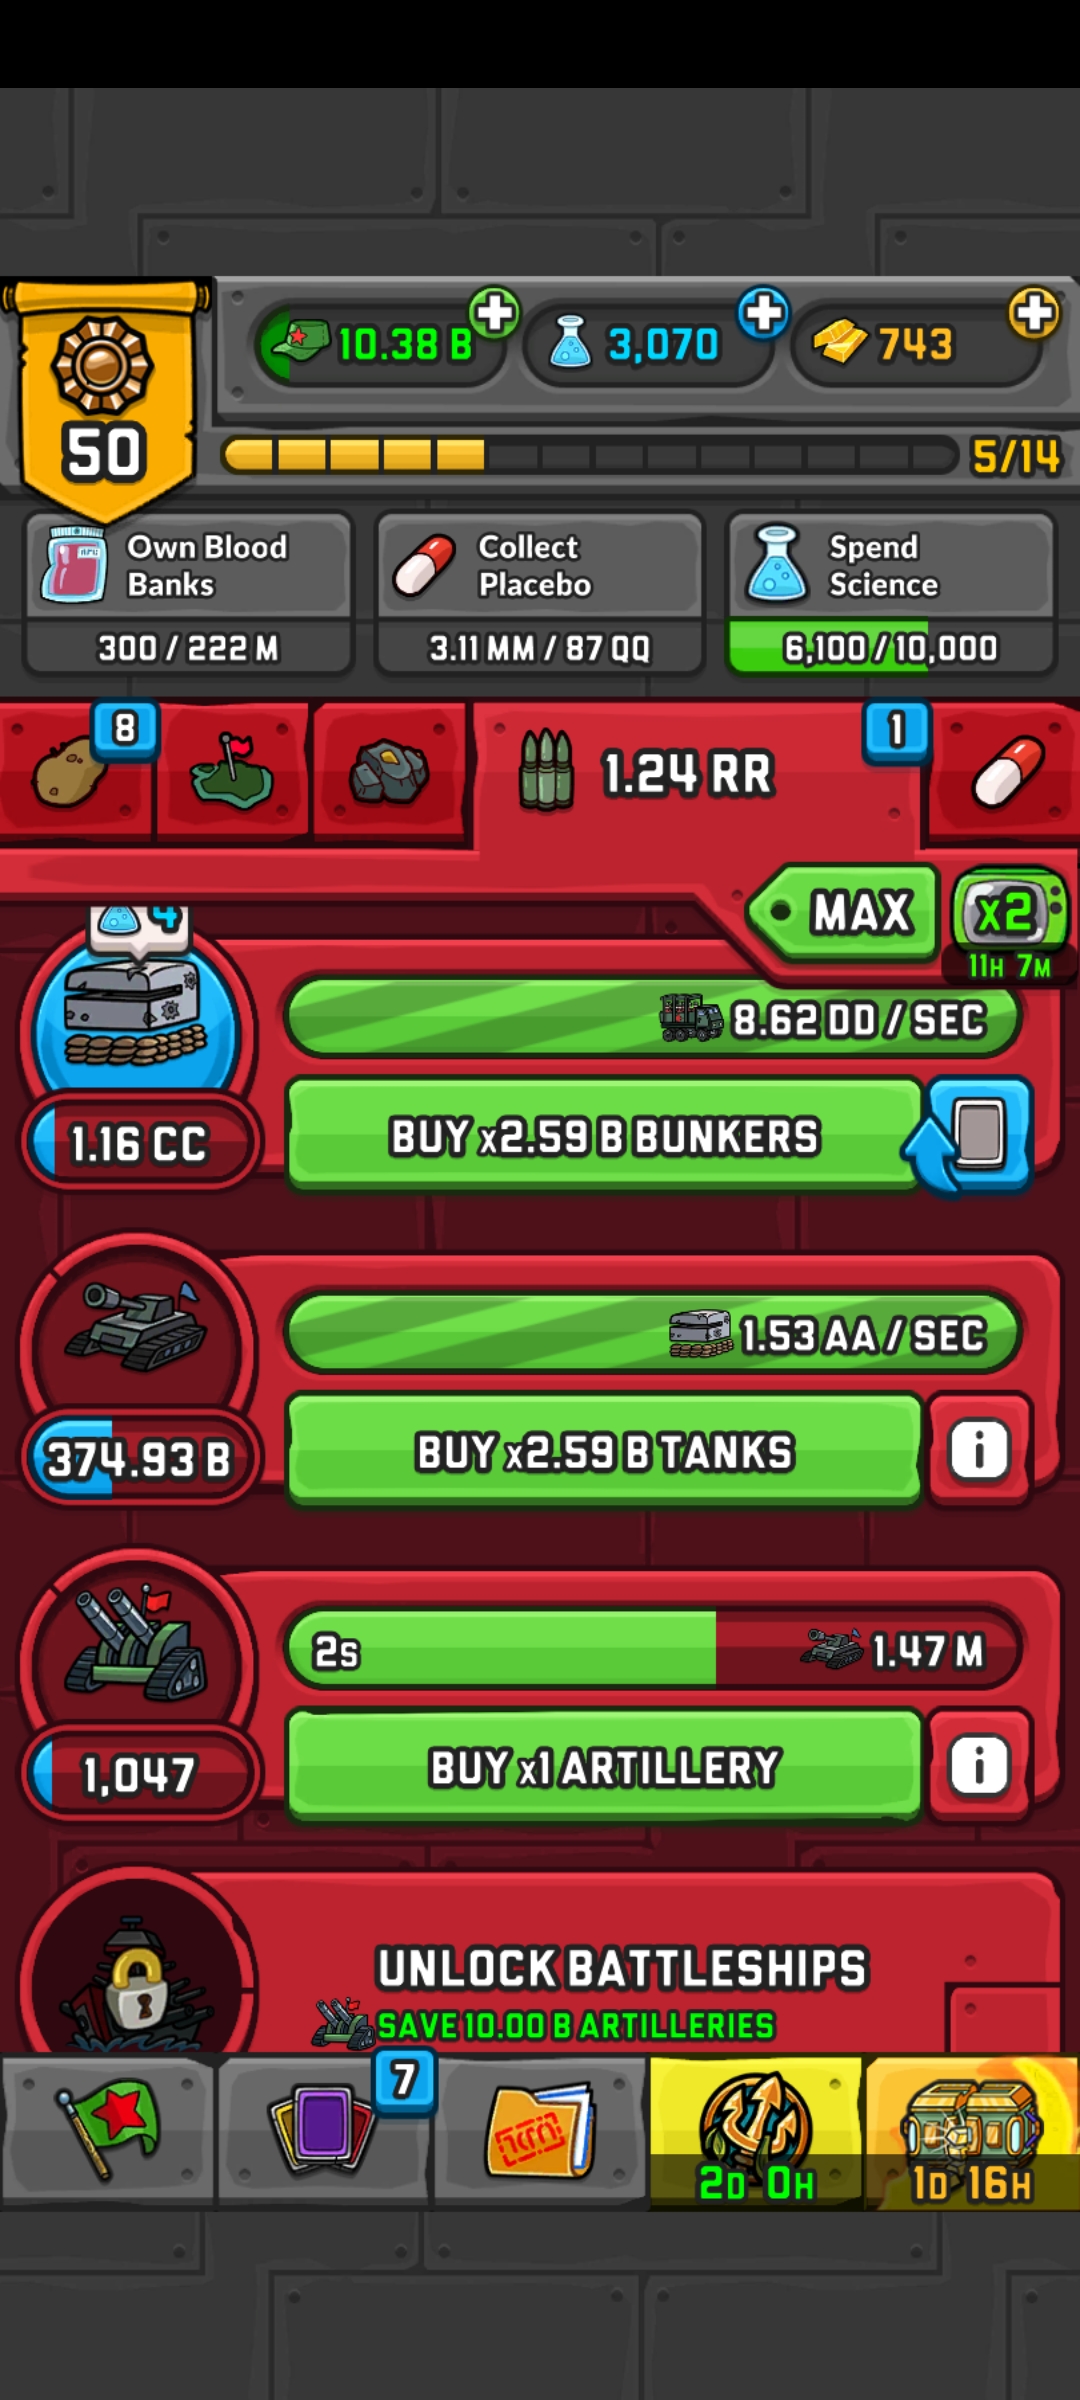 10.38 B
3,070
743
50
5/14
Own Blood
Banks
300 / 222 M
Collect
Placebo
3.11 MM / 87 QQ
Spend
Science
6,100 / 10,000
8
1.24 RR
1
MAX
x2
11H 7M
4
8.62 DD / SEC
BUY x2.59 B BUNKERS
1.16 CC
1.53 AA / SEC
BUY x2.59 B TANKS
i
374.93 B
2s
1.47 M
BUY x1 ARTILLERY
i
1,047
UNLOCK BATTLESHIPS
SAVE 10.00 B ARTILLERIES
7
2D 0H
1D 16H